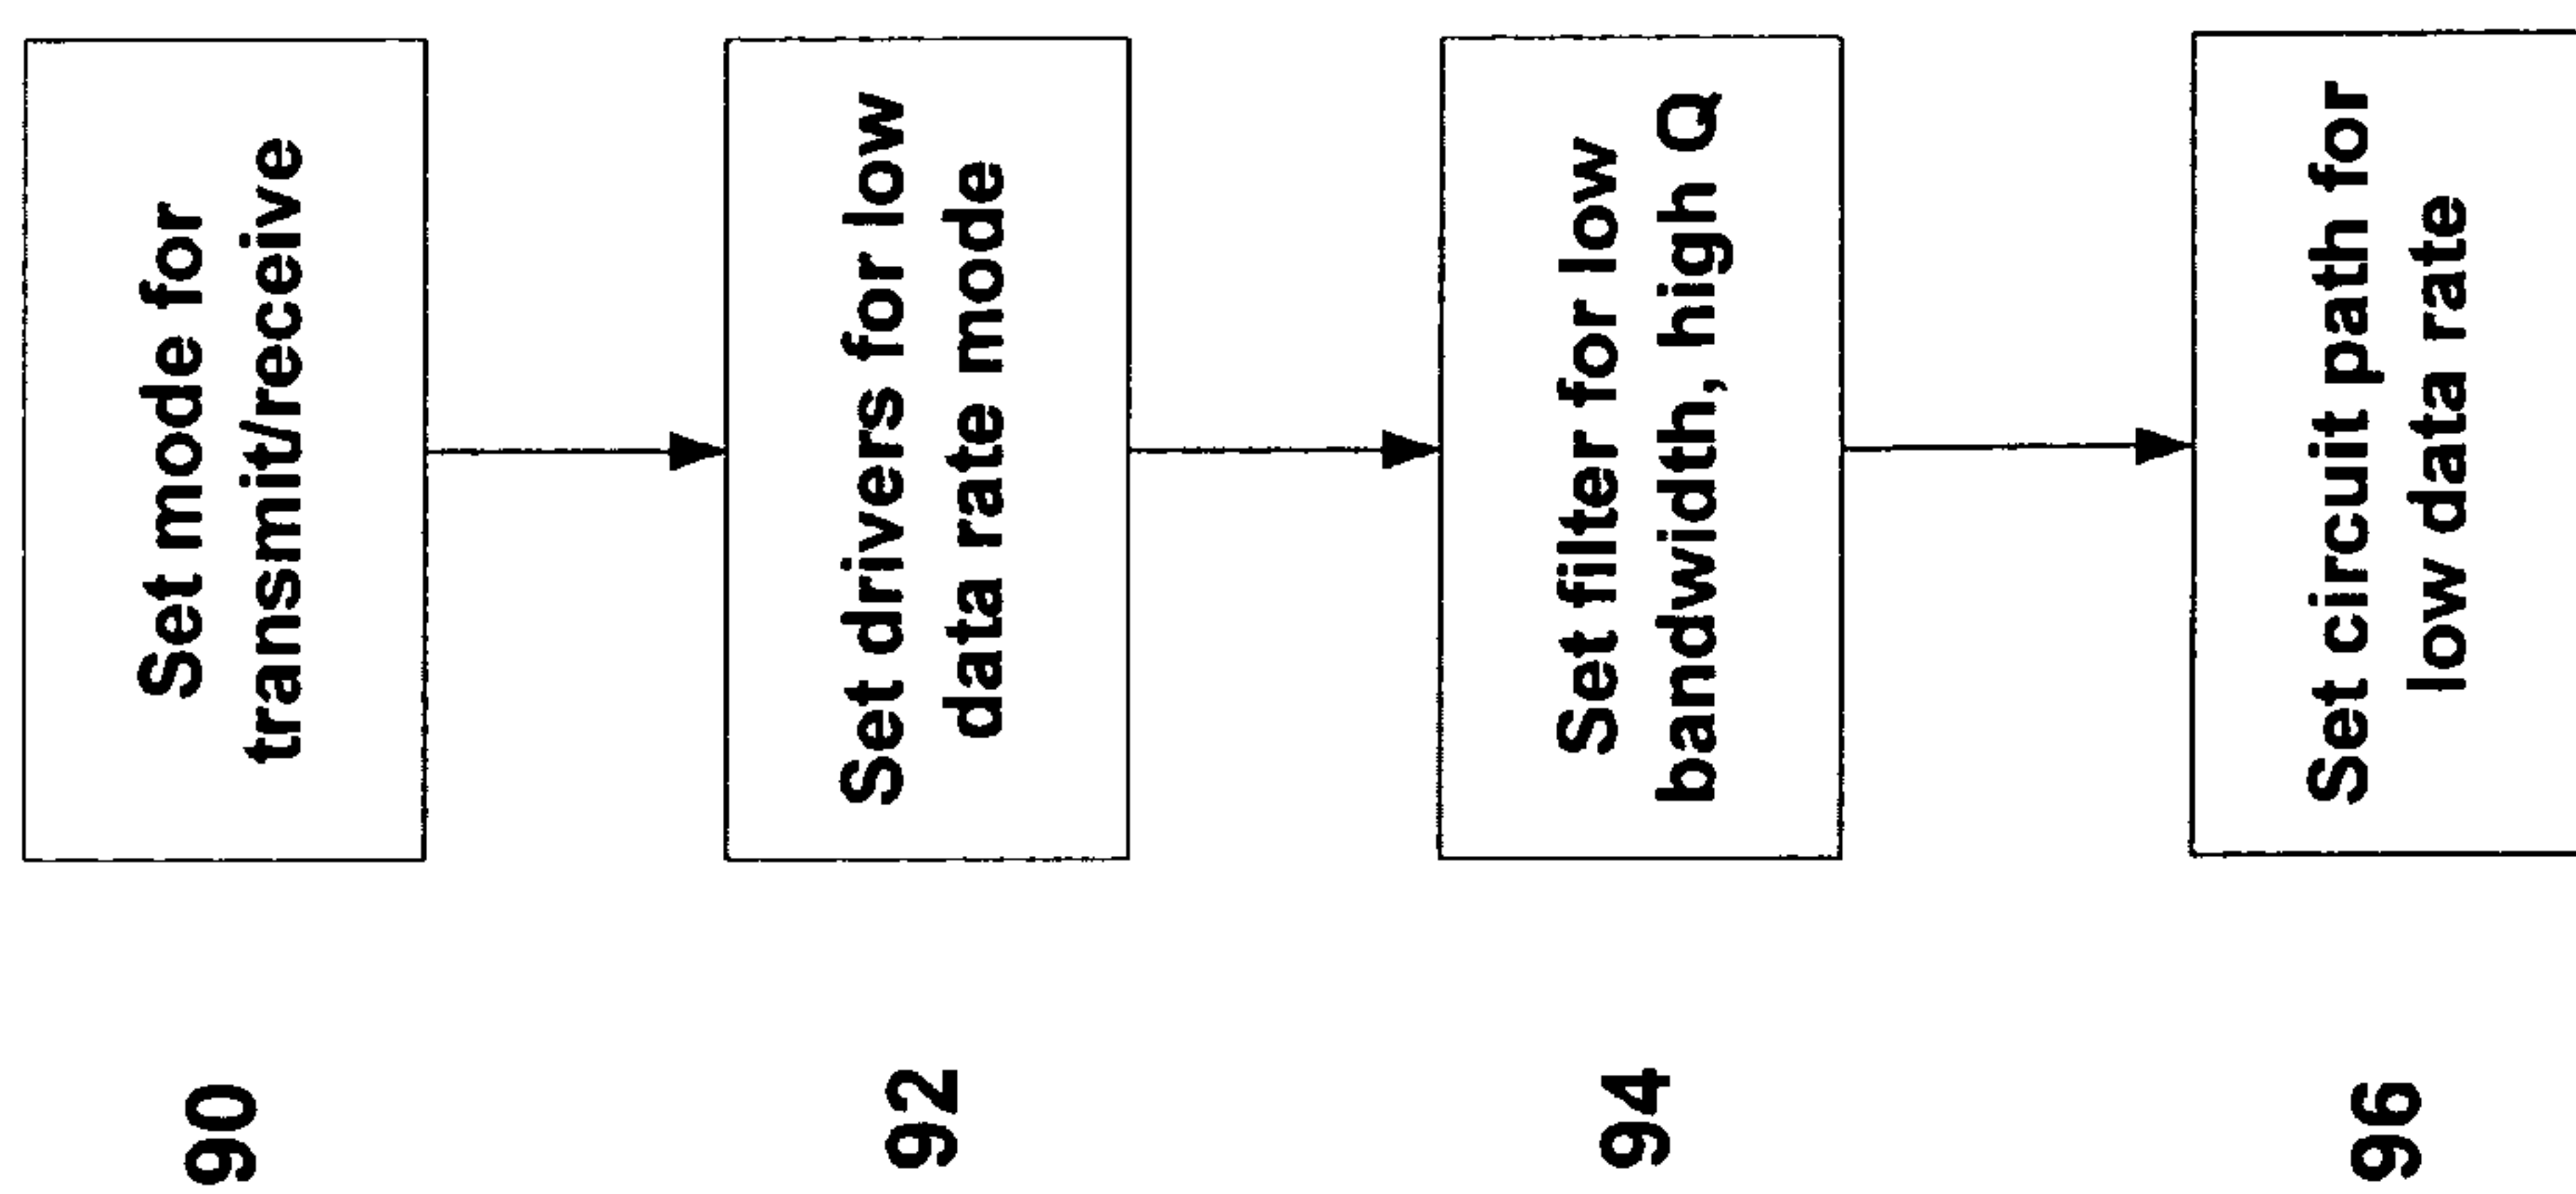 90
Set mode for
transmit/receive
92
Set drivers for low
data rate mode
94
Set filter for low
bandwidth, high Q
96
Set circuit path for
low data rate